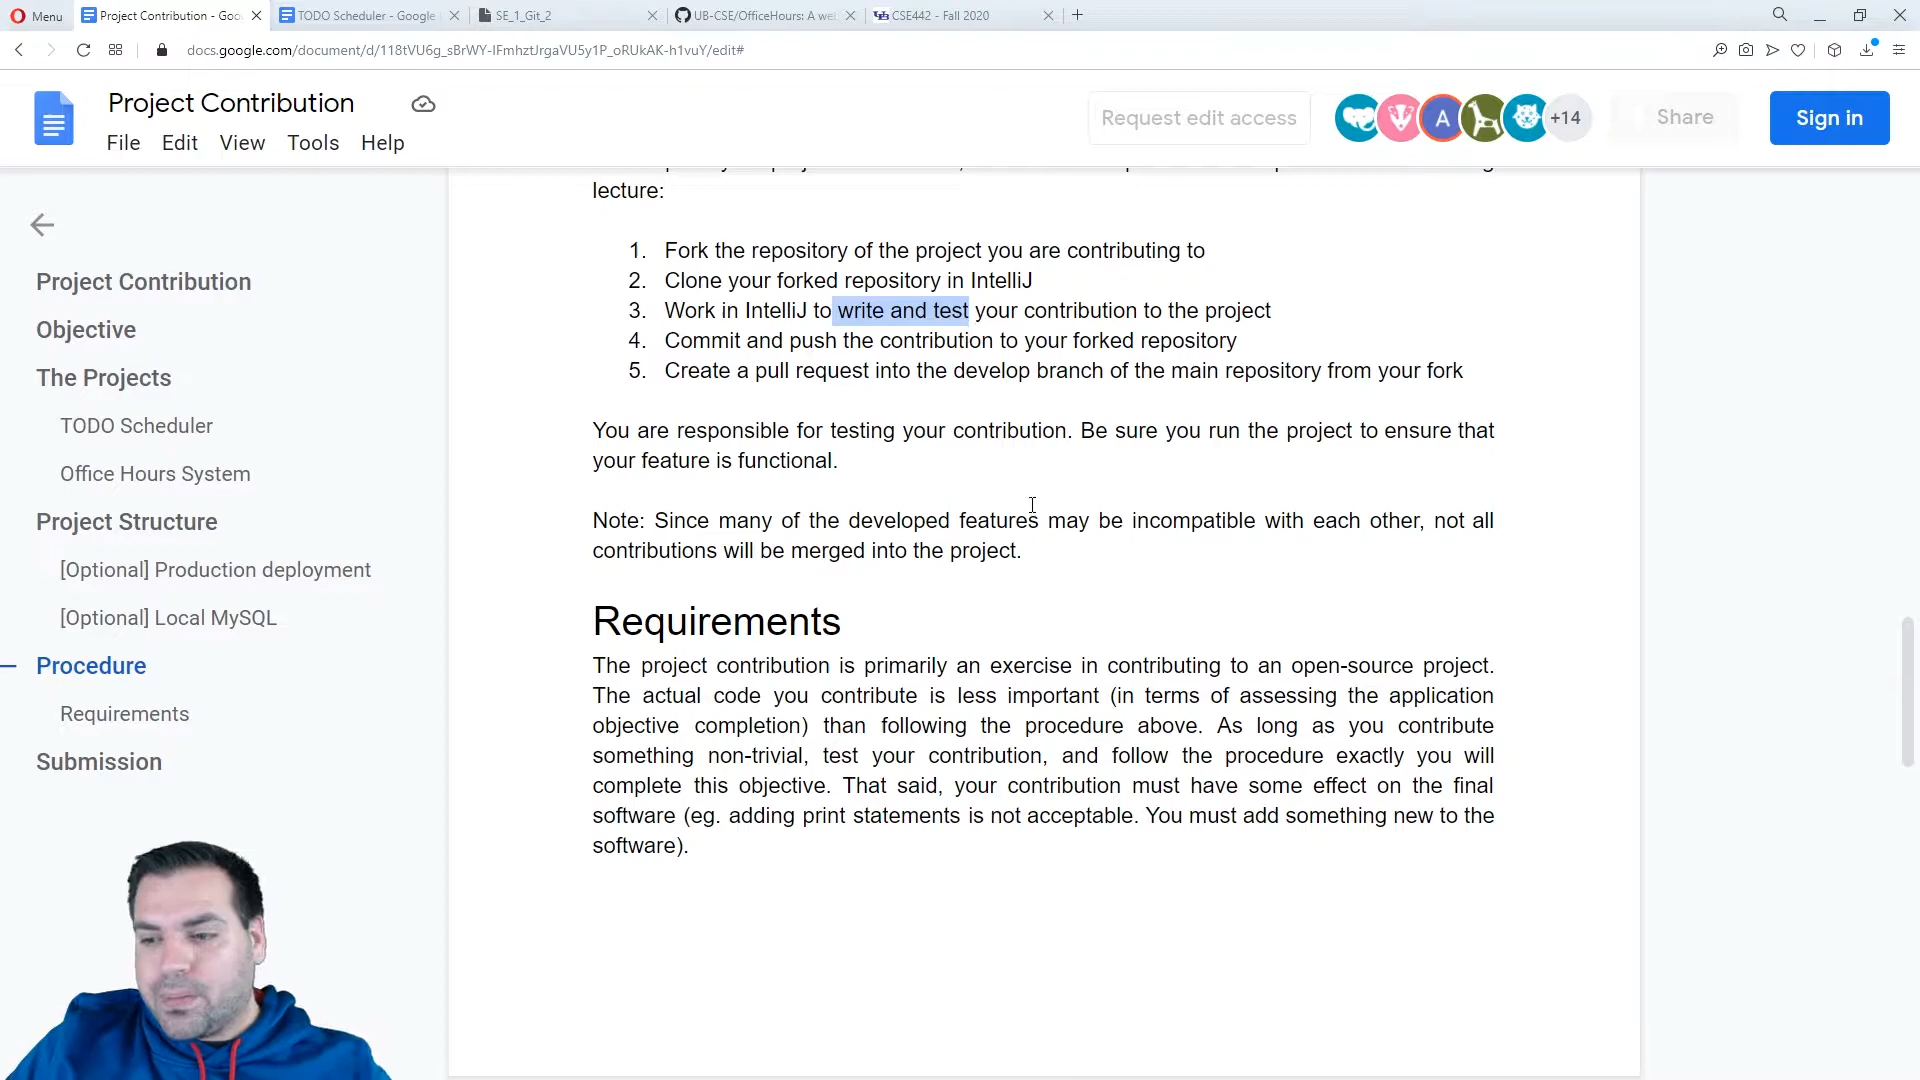 Menu
Project Contribution - Goo
TODO Scheduler - Google
SE_1_Git_2
UB-CSE/OfficeHours: A we
CSE442 - Fall 2020
docs.google.com/document/d/118tVU6g_sBrWY-IFmhztJrgaVU5y1P_oRUkAK-h1vuY/edit#
Project Contribution
File Edit View Tools Help
Request edit access
A
+14
Share
Sign in
Project Contribution
Objective
The Projects
TODO Scheduler
Office Hours System
Project Structure
[Optional] Production deployment
[Optional] Local MySQL
Procedure
Requirements
Submission
lecture:
1. Fork the repository of the project you are contributing to
2. Clone your forked repository in IntelliJ
3. Work in IntelliJ to write and test your contribution to the project
4. Commit and push the contribution to your forked repository
5. Create a pull request into the develop branch of the main repository from your fork
You are responsible for testing your contribution. Be sure you run the project to ensure that
your feature is functional.
Note: Since many of the developed features may be incompatible with each other, not all
contributions will be merged into the project.
Requirements
The project contribution is primarily an exercise in contributing to an open-source project.
The actual code you contribute is less important (in terms of assessing the application
objective completion) than following the procedure above. As long as you contribute
something non-trivial, test your contribution, and follow the procedure exactly you will
complete this objective. That said, your contribution must have some effect on the final
software (eg. adding print statements is not acceptable. You must add something new to the
software).